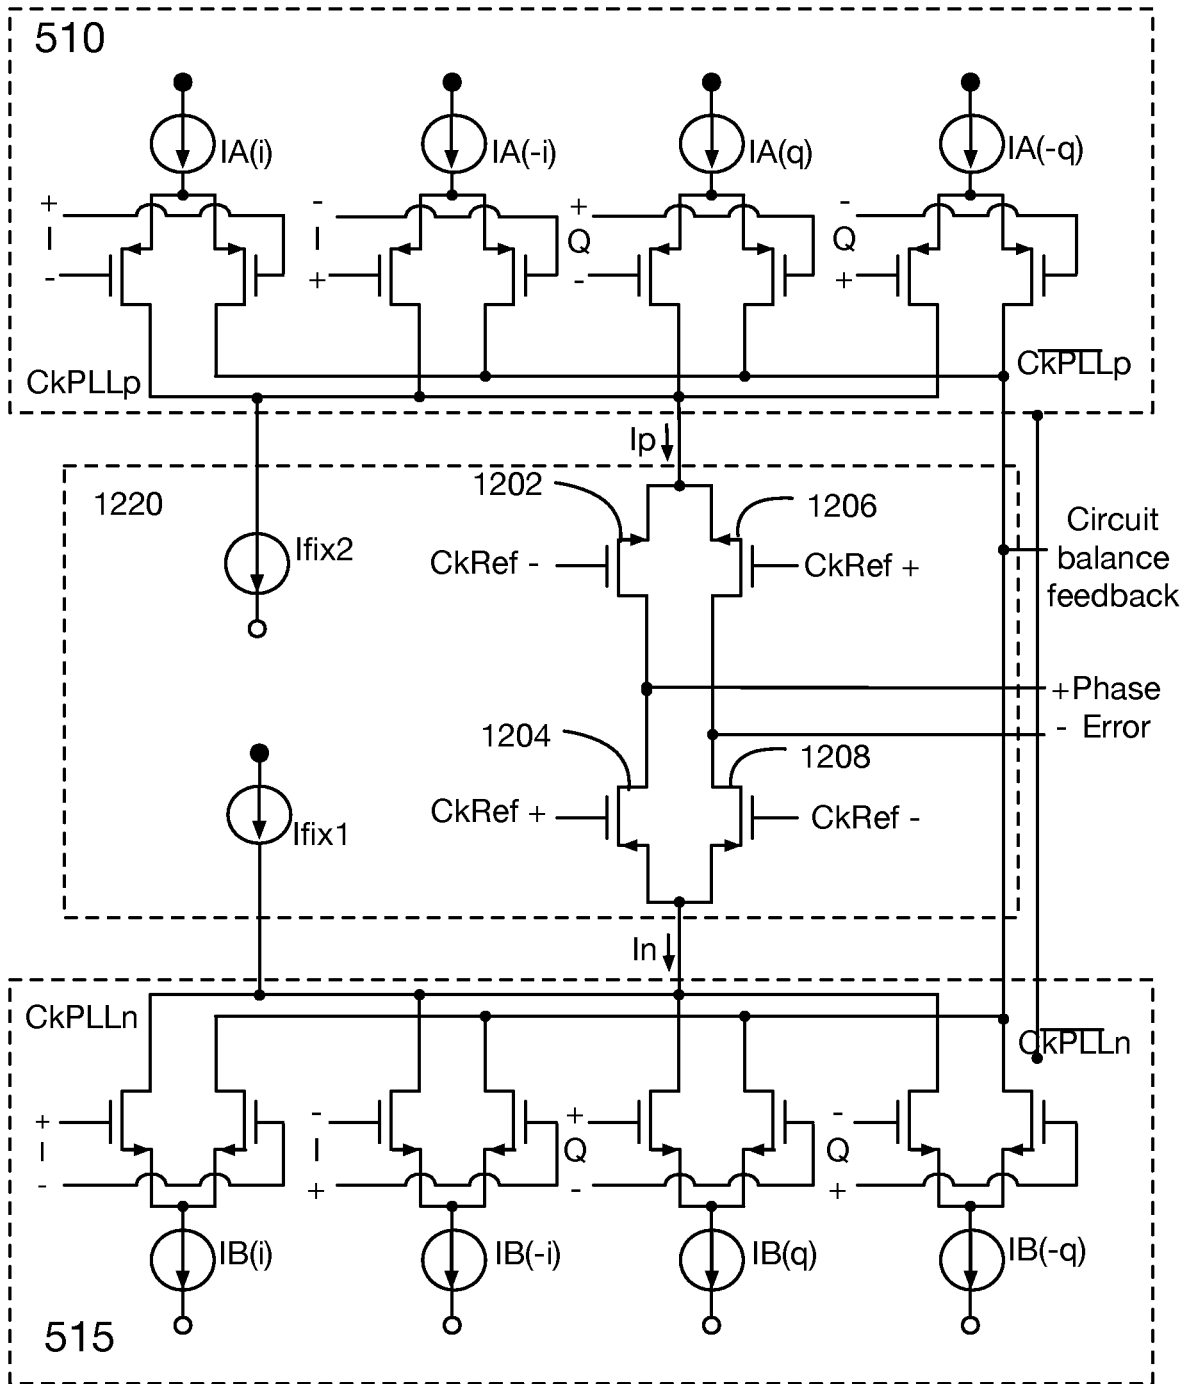 510
IA(i) IA(-i) IA(q) IA(-q)
+ - + -
I I Q Q
- + - +
CkPLLp CkPLLp
Ip
1202
1220 1206
Circuit
balance
feedback
Ifix2
CkRef - CkRef +
+Phase
- Error
1204 1208
CkRef + CkRef -
Ifix1
In
CkPLLn CkPLLn
+ - + -
I I Q Q
- + - +
IB(i) IB(-i) IB(q) IB(-q)
515